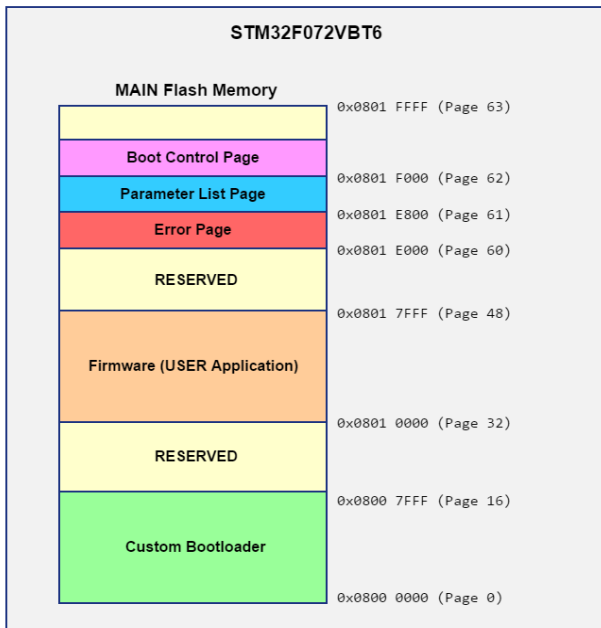 STM32F072VBT6
MAIN Flash Memory
0x0801 FFFF (Page 63)
Boot Control Page
0x0801 F000 (Page 62)
Parameter List Page
0x0801 E800 (Page 61)
Error Page
0x0801 E000 (Page 60)
RESERVED
0x0801 7FFF (Page 48)
Firmware (USER Application)
0x0801 0000 (Page 32)
RESERVED
0x0800 7FFF (Page 16)
Custom Bootloader
0x0800 0000 (Page 0)